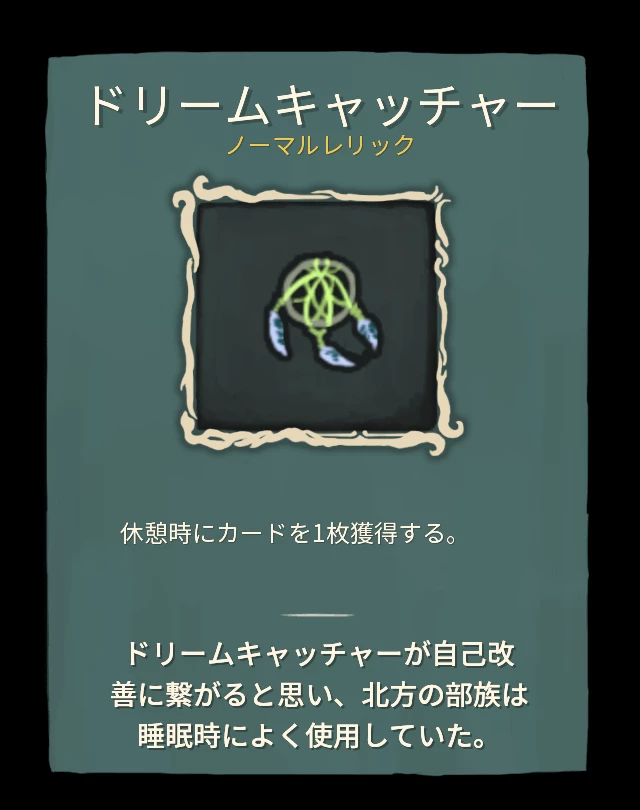 ドリームキャッチャー
ノーマルレリック
休憩時にカードを1枚獲得する。
ドリームキャッチャーが自己改
善に繋がると思い、北方の部族は
睡眠時によく使用していた。